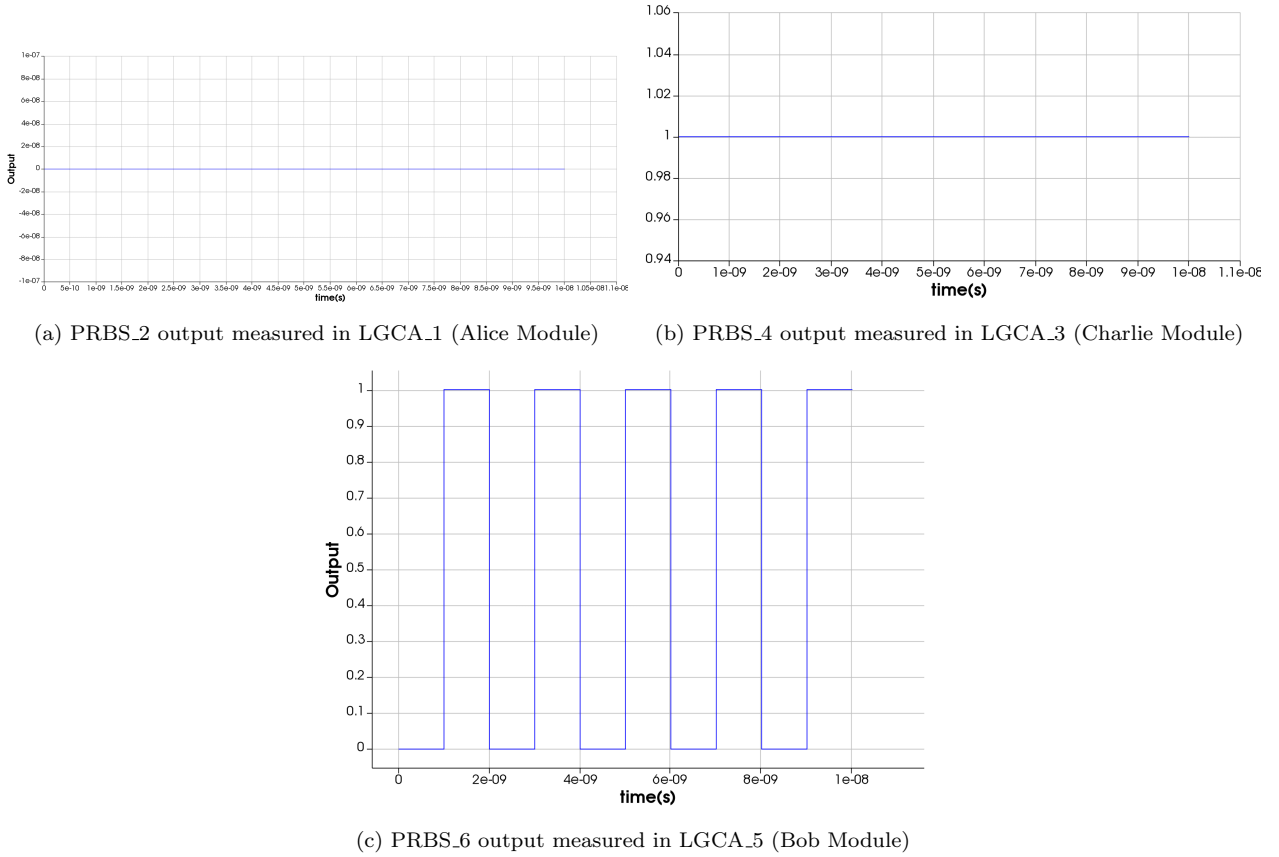 1e-07
8e-08
6e-08
4e-08
2e-08
0
-2e-08
-4e-08
-6e-08
-8e-08
-1e-07
Output
0 5e-10 1e-09 1.5e-09 2e-09 2.5e-09 3e-09 3.5e-09 4e-09 4.5e-09 5e-09 5.5e-09 6e-09 6.5e-09 7e-09 7.5e-09 8e-09 8.5e-09 9e-09 9.5e-09 1e-08 1.05e-08 1.1e-08
time(s)
1.06
1.04
1.02
1
0.98
0.96
0.94
0 1e-09 2e-09 3e-09 4e-09 5e-09 6e-09 7e-09 8e-09 9e-09 1e-08 1.1e-08
time(s)
(a) PRBS_2 output measured in LGCA_1 (Alice Module)
(b) PRBS_4 output measured in LGCA_3 (Charlie Module)
1
0.9
0.8
0.7
0.6
0.5
0.4
0.3
0.2
0.1
0
Output
0 2e-09 4e-09 6e-09 8e-09 1e-08
time(s)
(c) PRBS_6 output measured in LGCA_5 (Bob Module)